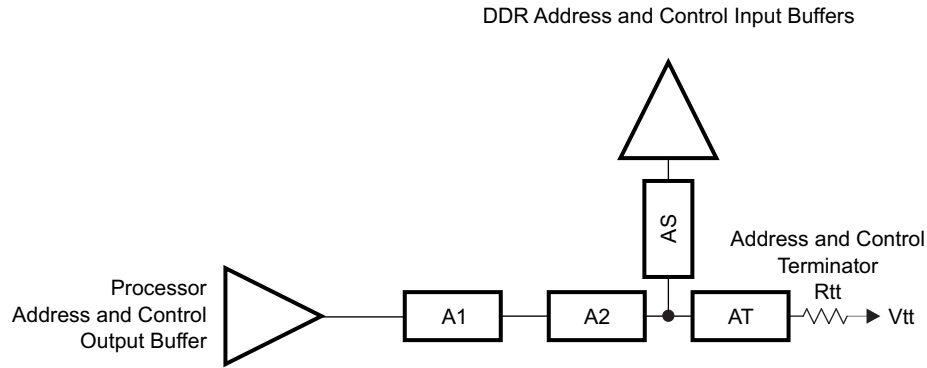 DDR Address and Control Input Buffers
AS
Address and Control
Terminator
Rtt
Processor
Address and Control
Output Buffer
A1
A2
AT
Vtt